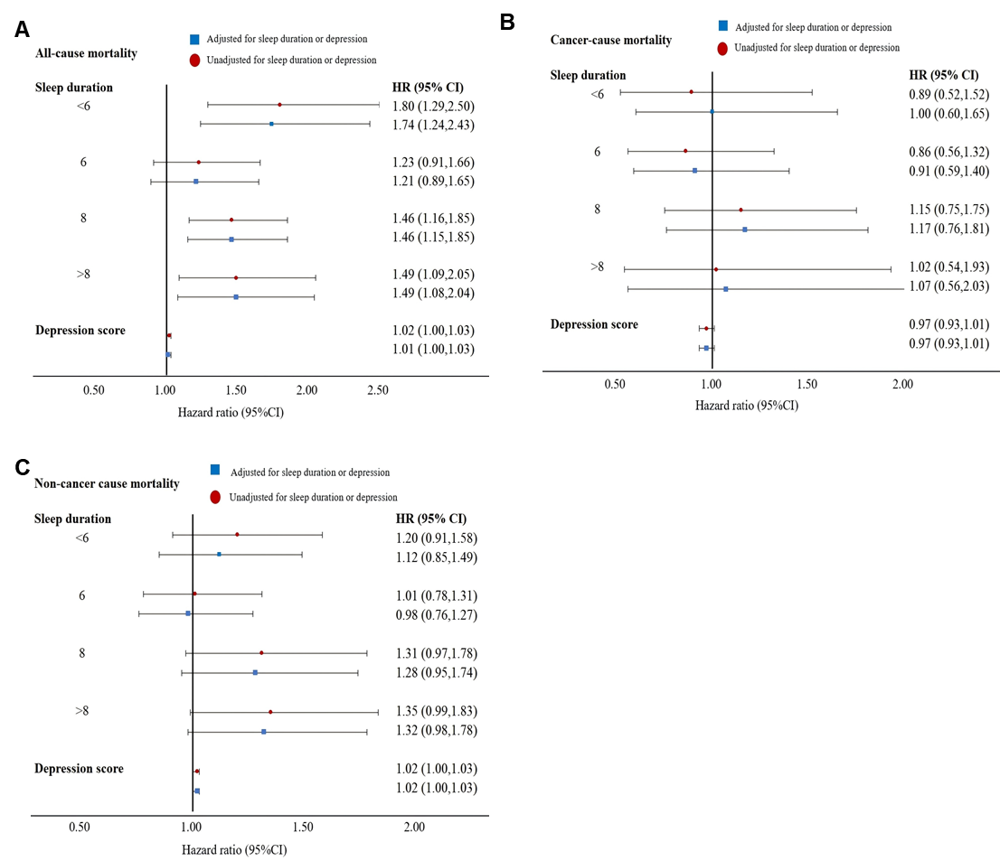 A
Adjusted for sleep duration or depression
All-cause mortality
Unadjusted for sleep duration or depression
Sleep duration
HR (95% CI)
<6
1.80 (1.29,2.50)
1.74 (1.24,2.43)
6
1.23 (0.91,1.66)
1.21 (0.89,1.65)
8
1.46 (1.16,1.85)
1.46 (1.15,1.85)
>8
1.49 (1.09,2.05)
1.49 (1.08,2.04)
Depression score
1.02 (1.00,1.03)
1.01 (1.00,1.03)
0.50 1.00 1.50 2.00 2.50
Hazard ratio (95%CI)
B
Adjusted for sleep duration or depression
Cancer-cause mortality
Unadjusted for sleep duration or depression
Sleep duration
HR (95% CI)
<6
0.89 (0.52,1.52)
1.00 (0.60,1.65)
6
0.86 (0.56,1.32)
0.91 (0.59,1.40)
8
1.15 (0.75,1.75)
1.17 (0.76,1.81)
>8
1.02 (0.54,1.93)
1.07 (0.56,2.03)
Depression score
0.97 (0.93,1.01)
0.97 (0.93,1.01)
0.50 1.00 1.50 2.00
Hazard ratio (95%CI)
C
Adjusted for sleep duration or depression
Non-cancer cause mortality
Unadjusted for sleep duration or depression
Sleep duration
HR (95% CI)
<6
1.20 (0.91,1.58)
1.12 (0.85,1.49)
6
1.01 (0.78,1.31)
0.98 (0.76,1.27)
8
1.31 (0.97,1.78)
1.28 (0.95,1.74)
>8
1.35 (0.99,1.83)
1.32 (0.98,1.78)
Depression score
1.02 (1.00,1.03)
1.02 (1.00,1.03)
0.50 1.00 1.50 2.00
Hazard ratio (95%CI)